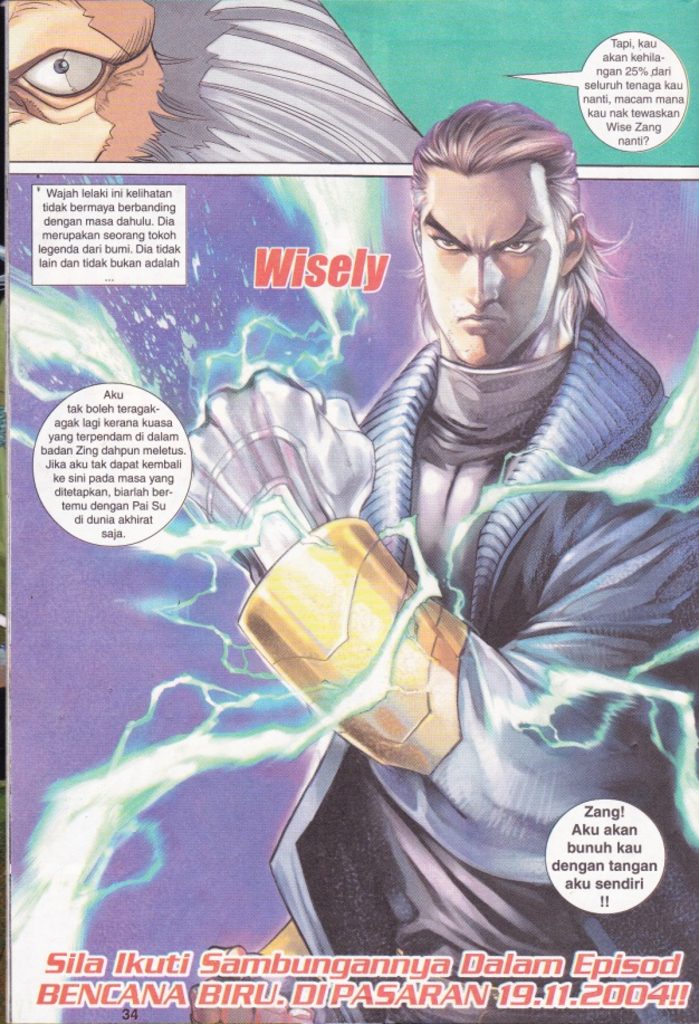 Tapi, kau
akan kehila-
ngan 25% dari
seluruh tenaga kau
nanti, macam mana
kau nak tewaskan
Wise Zang
nanti?
' Wajah lelaki ini kelihatan
tidak bermaya berbanding
dengan masa dahulu. Dia
merupakan seorang tokoh
legenda dari bumi. Dia tidak
lain dan tidak bukan adalah
...
Wisely
Aku
tak boleh teragak-
agak lagi kerana kuasa
yang terpendam di dalam
badan Zing dahpun meletus.
Jika aku tak dapat kembali
ke sini pada masa yang
ditetapkan, biarlah ber-
temu dengan Pai Su
di dunia akhirat
saja.
Zang!
Aku akan
bunuh kau
dengan tangan
aku sendiri
!!
Sila Ikuti Sambungannya Dalam Episod
BENCANA BIRU. DI PASARAN 19.11.2004!!
34